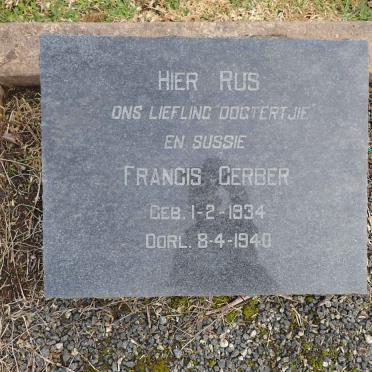 HIER RUS
ONS LIEFLING "DOGTERTJIE"
EN SUSSIE
FRANCIS GERBER
GEB. 1-2-1934
OORL. 8-4-1940